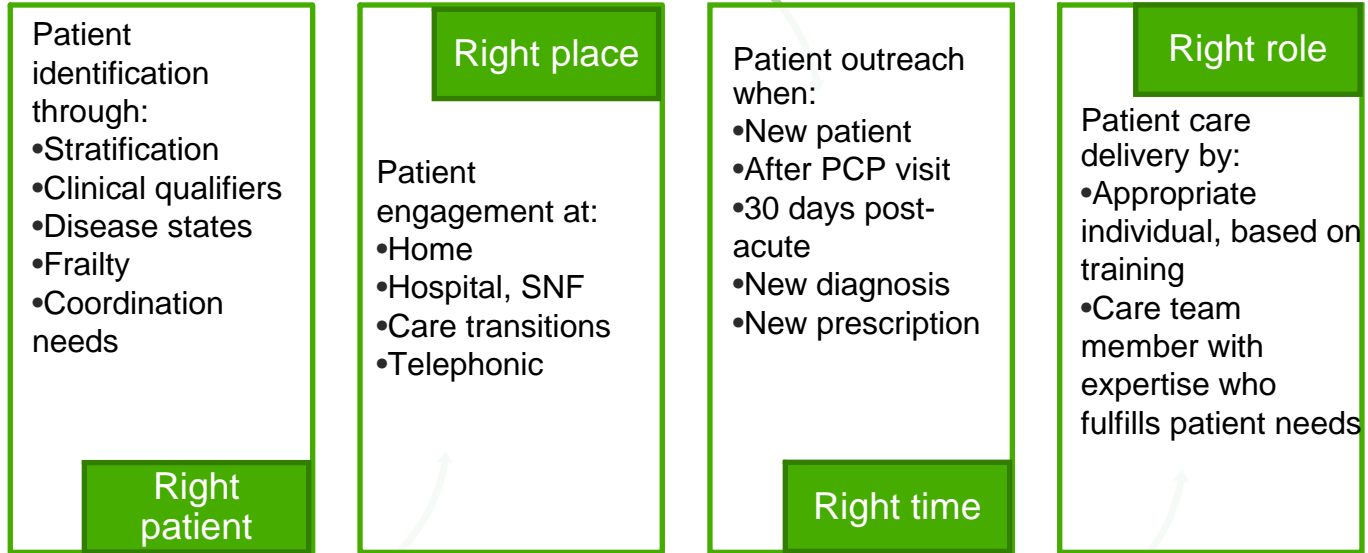 Patient
identification
through:
•Stratification
•Clinical qualifiers
•Disease states
•Frailty
•Coordination
needs
Right
patient
Right place
Patient
engagement at:
•Home
•Hospital, SNF
•Care transitions
•Telephonic
Patient outreach
when:
•New patient
•After PCP visit
•30 days post-
acute
•New diagnosis
•New prescription
Right time
Right role
Patient care
delivery by:
•Appropriate
individual, based on
training
•Care team
member with
expertise who
fulfills patient needs